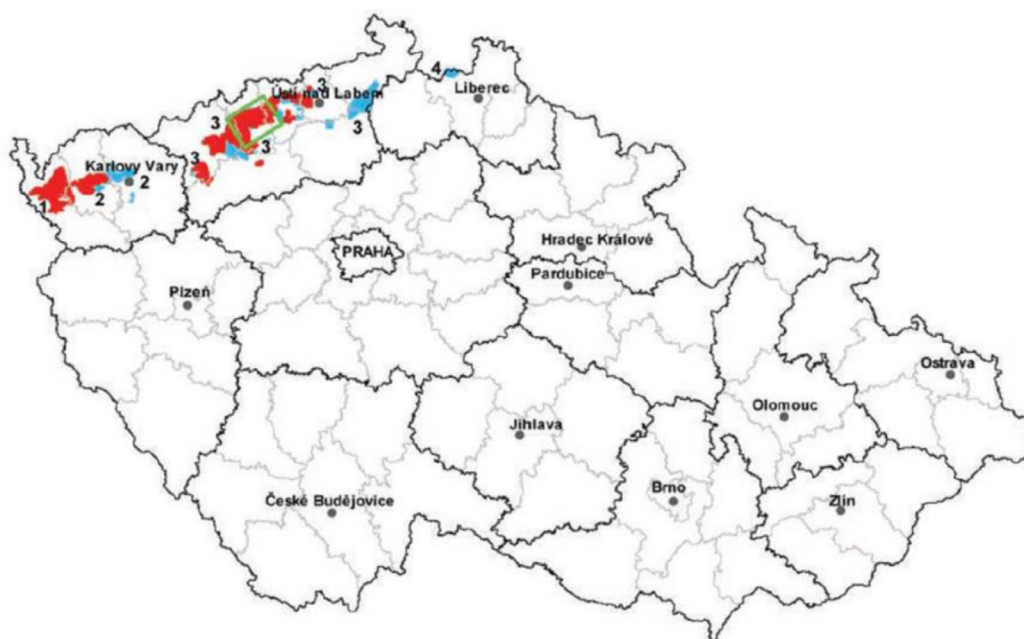 4
3
Ústí nad Labem
Liberec
3
3
3
3
Karlovy Vary
2
2
1
Hradec Králové
PRAHA
Pardubice
Plzeň
Ostrava
Olomouc
Jihlava
Brno
České Budějovice
Zlín